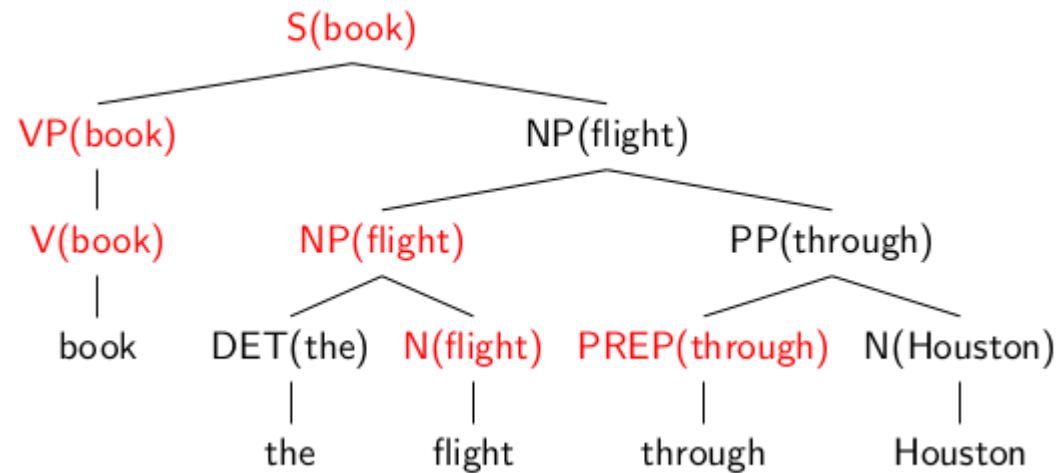 S(book)
VP(book) NP(flight)
V(book) NP(flight) PP(through)
book DET(the) N(flight) PREP(through) N(Houston)
the flight through Houston